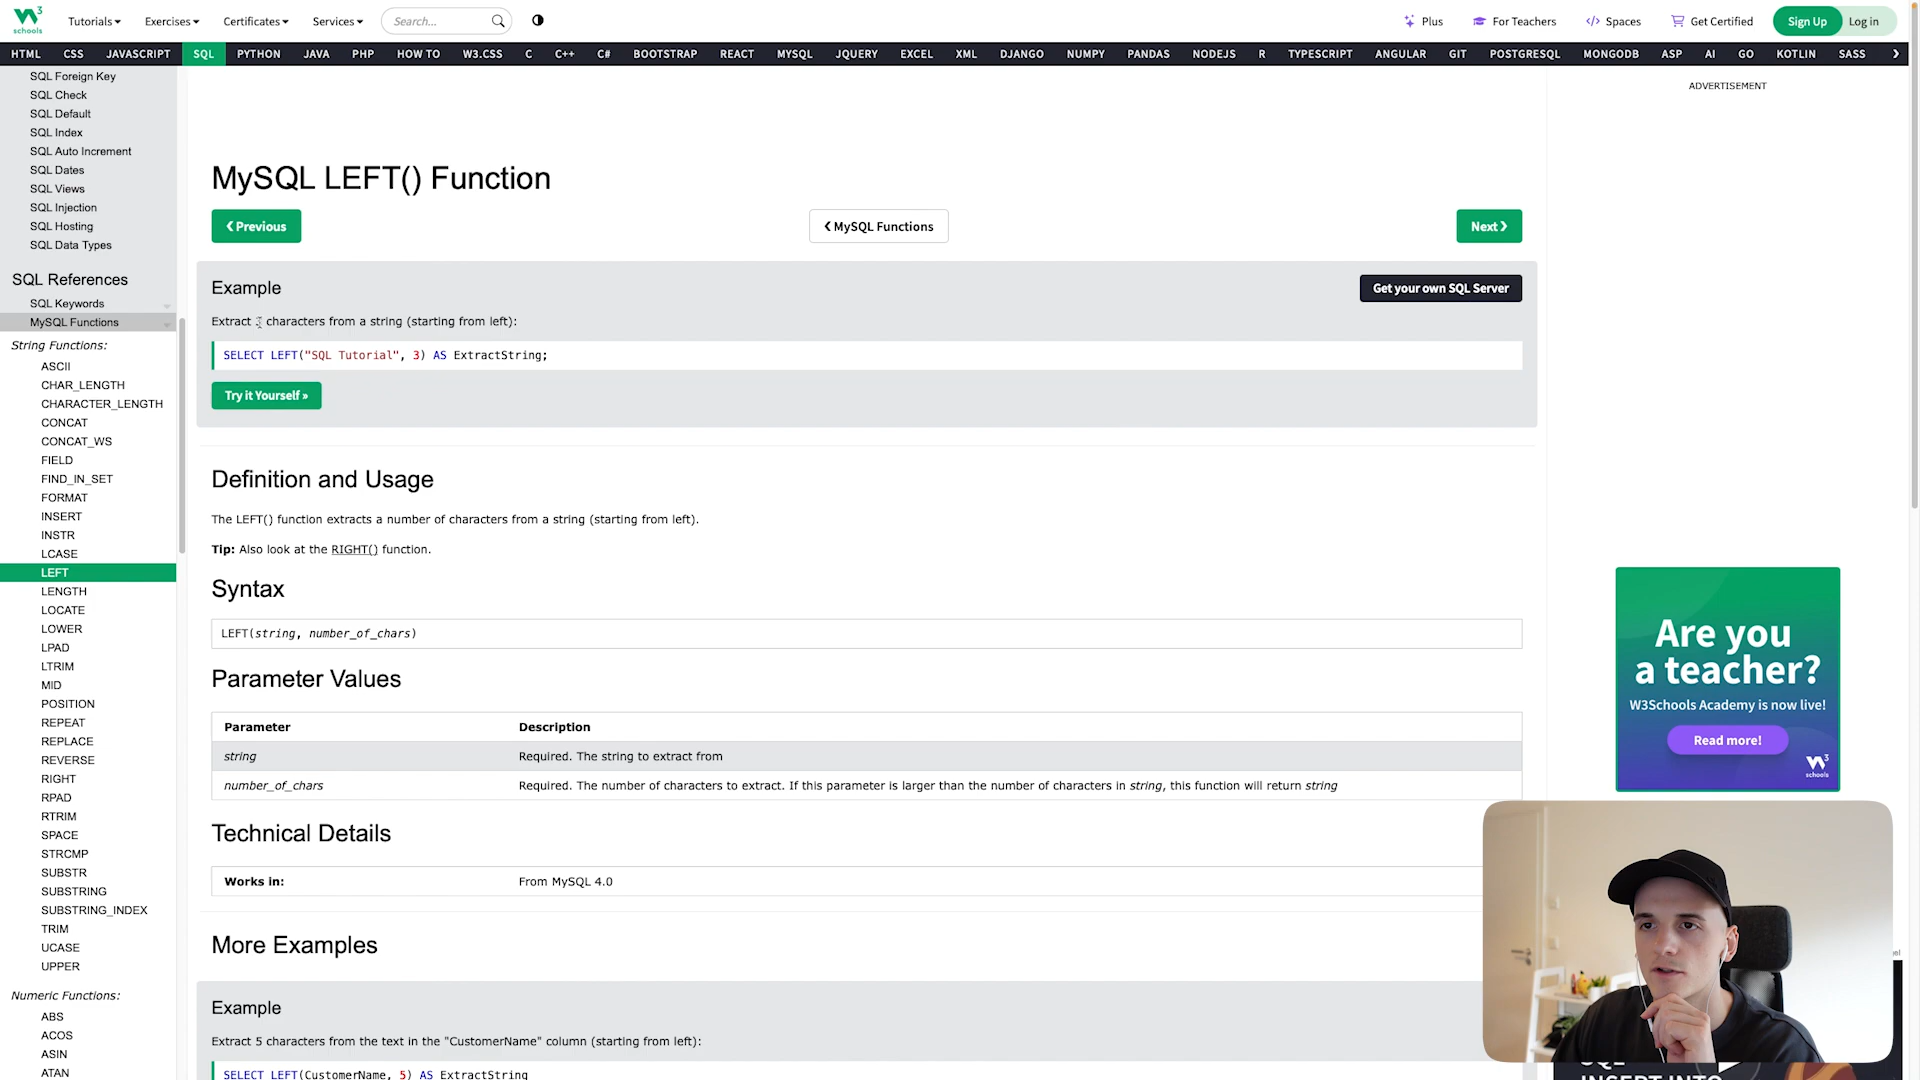 W3 schools
Tutorials Exercises Certificates Services Search... Plus For Teachers Spaces Get Certified Sign Up Log in
HTML CSS JAVASCRIPT SQL PYTHON JAVA PHP HOW TO W3.CSS C C++ C# BOOTSTRAP REACT MYSQL JQUERY EXCEL XML DJANGO NUMPY PANDAS NODEJS R TYPESCRIPT ANGULAR GIT POSTGRESQL MONGODB ASP AI GO KOTLIN SASS
SQL Foreign Key
SQL Check
SQL Default
SQL Index
SQL Auto Increment
SQL Dates
SQL Views
SQL Injection
SQL Hosting
SQL Data Types
SQL References
SQL Keywords
MySQL Functions
String Functions:
ASCII
CHAR_LENGTH
CHARACTER_LENGTH
CONCAT
CONCAT_WS
FIELD
FIND_IN_SET
FORMAT
INSERT
INSTR
LCASE
LEFT
LENGTH
LOCATE
LOWER
LPAD
LTRIM
MID
POSITION
REPEAT
REPLACE
REVERSE
RIGHT
RPAD
RTRIM
SPACE
STRCMP
SUBSTR
SUBSTRING
SUBSTRING_INDEX
TRIM
UCASE
UPPER
Numeric Functions:
ABS
ACOS
ASIN
ATAN
MySQL LEFT() Function
❮ Previous
❮ MySQL Functions
Next ❯
Example
Get your own SQL Server
Extract characters from a string (starting from left):
SELECT LEFT("SQL Tutorial", 3) AS ExtractString;
Try it Yourself »
Definition and Usage
The LEFT() function extracts a number of characters from a string (starting from left).
Tip: Also look at the RIGHT() function.
Syntax
LEFT(string, number_of_chars)
Parameter Values
Parameter Description
string Required. The string to extract from
number_of_chars Required. The number of characters to extract. If this parameter is larger than the number of characters in string, this function will return string
Technical Details
Works in: From MySQL 4.0
More Examples
Example
Extract 5 characters from the text in the "CustomerName" column (starting from left):
SELECT LEFT(CustomerName, 5) AS ExtractString
ADVERTISEMENT
Are you
a teacher?
W3Schools Academy is now live!
Read more!
W3 schools
SQL
INSERT INTO